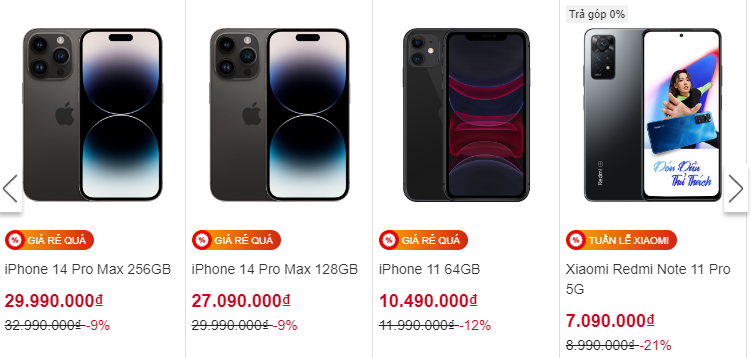 Trả góp 0%
Redmi
Đón Đầu
Thử Thách
GIÁ RẺ QUÁ
GIÁ RẺ QUÁ
GIÁ RẺ QUÁ
TUẦN LỄ XIAOMI
iPhone 14 Pro Max 256GB
29.990.000₫
32.990.000₫ -9%
iPhone 14 Pro Max 128GB
27.090.000₫
29.990.000₫ -9%
iPhone 11 64GB
10.490.000₫
11.990.000₫ -12%
Xiaomi Redmi Note 11 Pro
5G
7.090.000₫
8.990.000₫ -21%